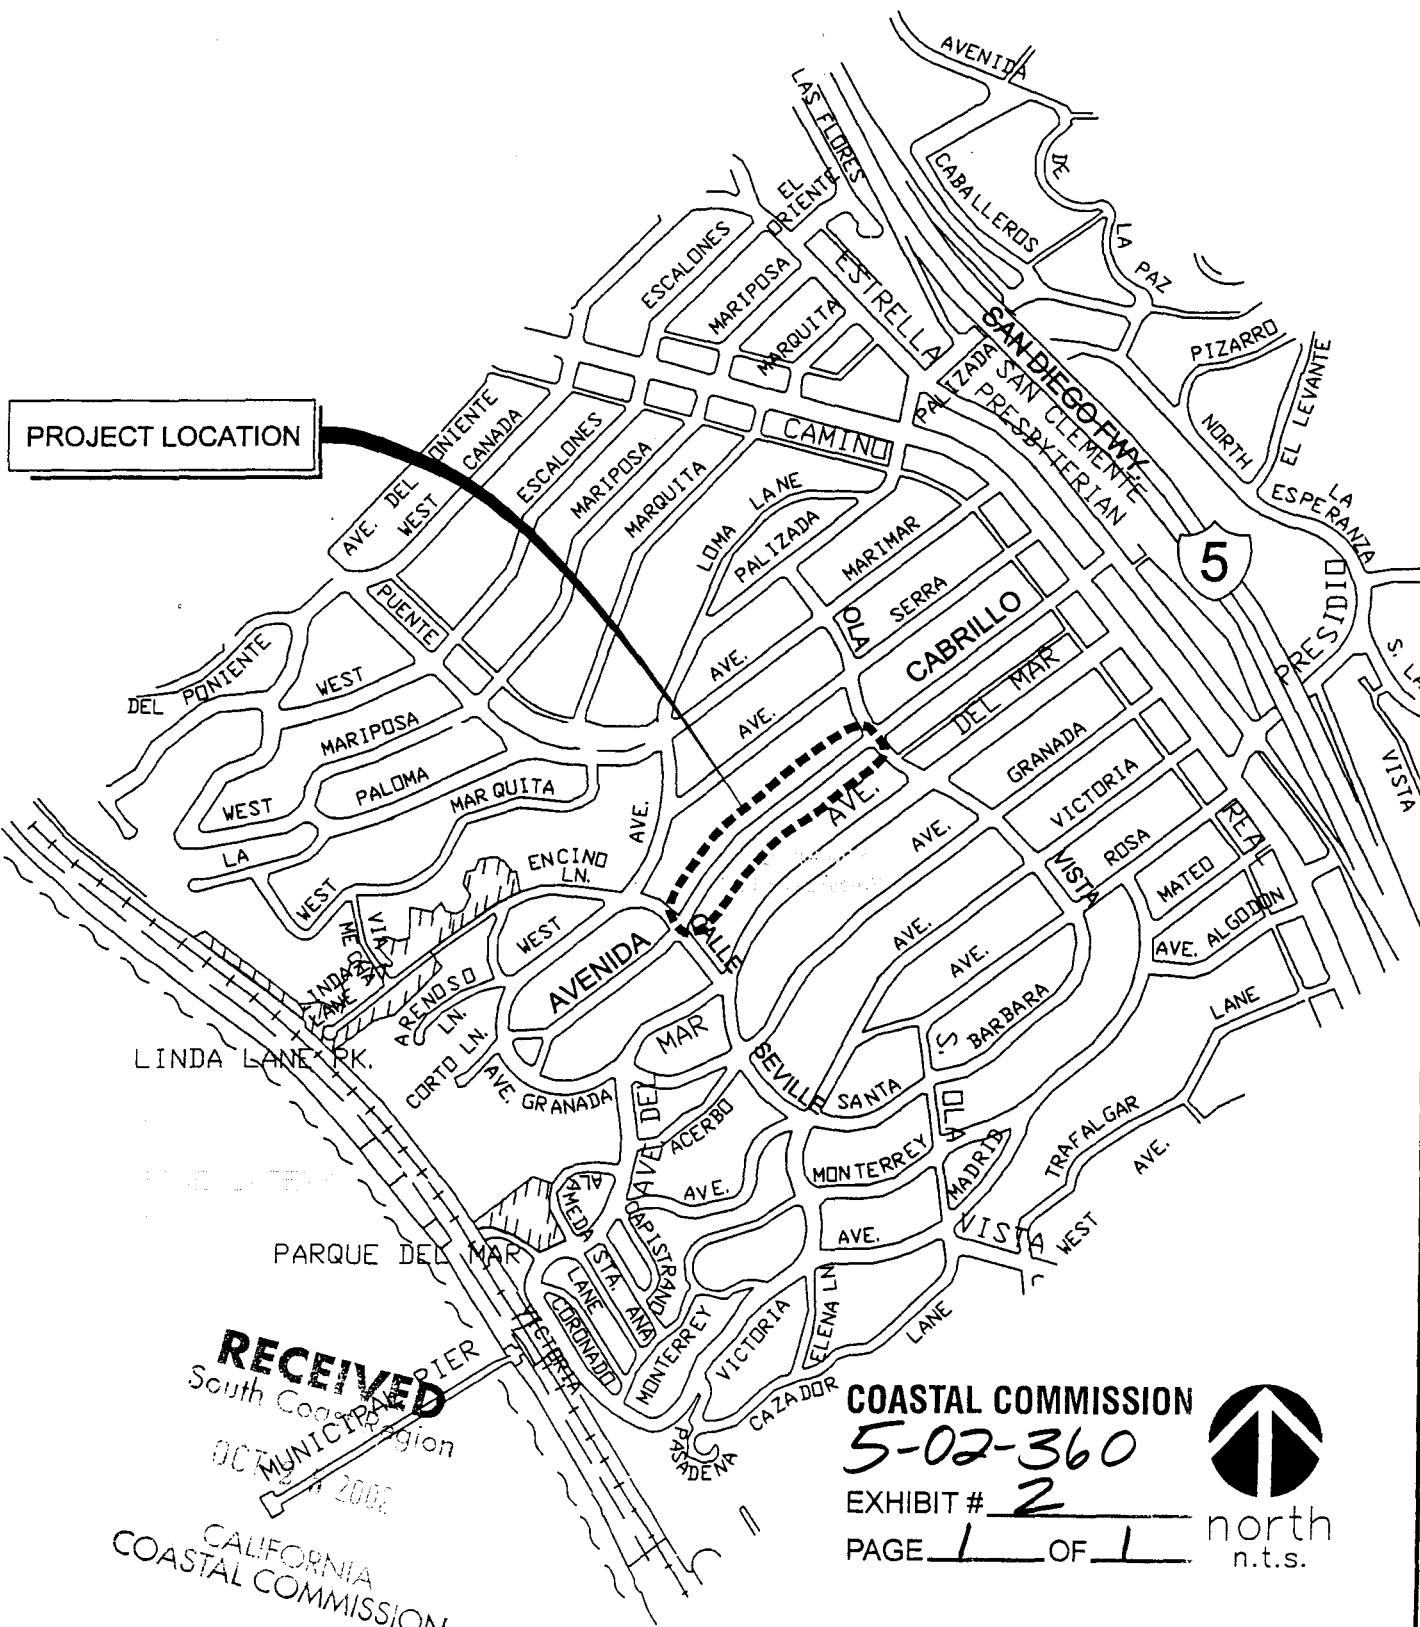 AVENIDA
DE
LA
PAZ
LAS FLORES
CABALLEROS
EL
ORIENTE
ESCALONES
MARIPOSA
MARQUITA
ESTRELLA
PALIZADA
SAN DIEGO FWY.
SAN CLEMENTE
PRESBYTERIAN
PIZARRO
EL LEVANTE
NORTH
LA
ESPERANZA
5
PRESIDIO
S. LA
VISTA
PROJECT LOCATION
AVE. DEL PONIENTE
WEST CANADA
ESCALONES
MARIPOSA
MARQUITA
CAMINO
LOMA LANE
PALIZADA
MARIMAR
SERRA
OLA
CABRILLO
DEL MAR
PUENTE
DEL PONIENTE
WEST
MARIPOSA
PALOMA
WEST
MARQUITA
LA
WEST
AVE.
AVE.
AVE.
AVE.
GRANADA
VICTORIA
VISTA
ROSA
REAL
MATEO
AVE. ALGODON
LANE
ENCINO
LN.
VIA
LINDA
LANE
ARENOSO
LN.
CORTO LN.
WEST
AVENIDA
CALLE
AVE.
AVE.
AVE.
S.
BARBARA
LINDA LANE PK.
AVE. GRANADA
MAR
AVE DEL
ACERBO
SEVILLE
SANTA
OLA
MONTERREY
MADRID
TRAFALGAR
AVE.
AVE.
AVE.
VISTA
WEST
PARQUE DEL MAR
ALAMEDA
CAPISTRANO
STA. ANA
LANE
CORONADO
VICTORIA
MONTERREY
VICTORIA
ELENA LN
LANE
CAZADOR
PASADENA
MUNICIPAL PIER
RECEIVED
South Coast Region
OCT 2002
CALIFORNIA
COASTAL COMMISSION
COASTAL COMMISSION
5-02-360
EXHIBIT # 2
PAGE 1 OF 1
north
n.t.s.